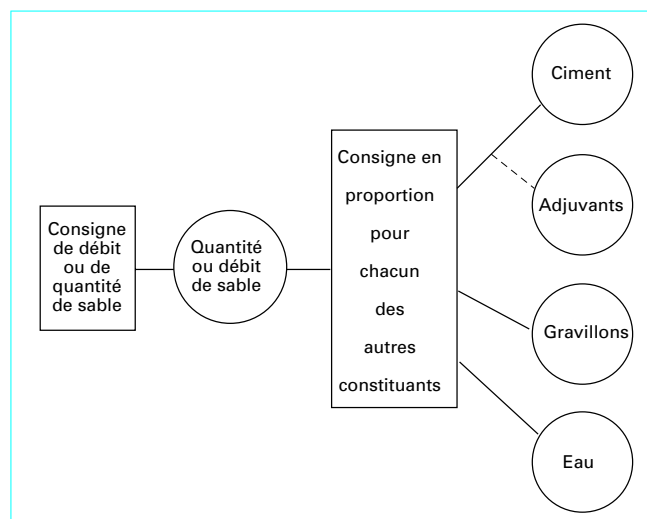 Consigne
de débit
ou de
quantité
de sable
Quantité
ou débit
de sable
Consigne en
proportion
pour
chacun
des
autres
constituants
Ciment
Adjuvants
Gravillons
Eau